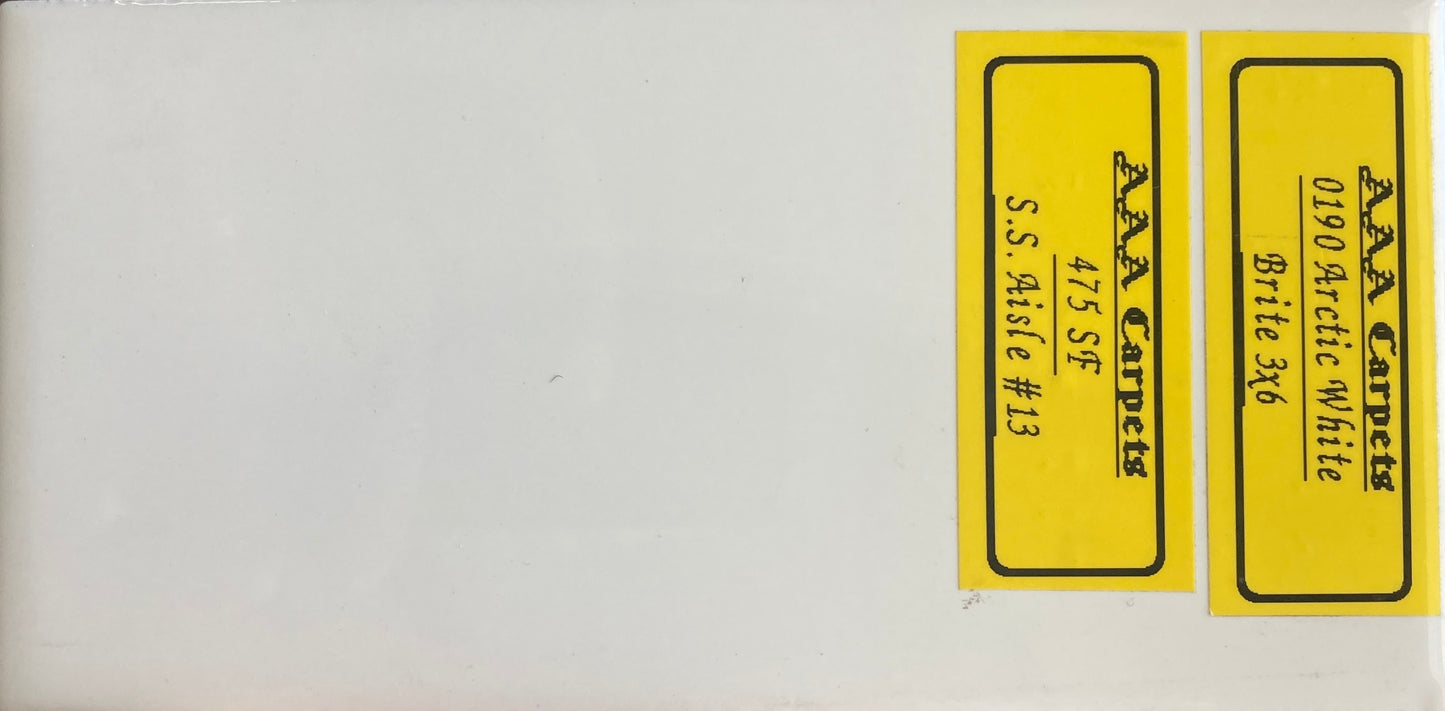 AAA Carpets
0190 Arctic White
Brite 3x6
AAA Carpets
475 SF
S.S. Aisle #13